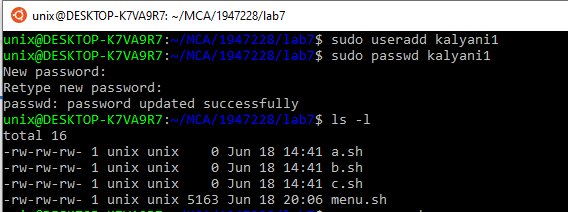 unix@DESKTOP-K7VA9R7: ~/MCA/1947228/lab7
unix@DESKTOP-K7VA9R7:~/MCA/1947228/lab7$ sudo useradd kalyani1
unix@DESKTOP-K7VA9R7:~/MCA/1947228/lab7$ sudo passwd kalyani1
New password:
Retype new password:
passwd: password updated successfully
unix@DESKTOP-K7VA9R7:~/MCA/1947228/lab7$ ls -l
total 16
-rw-rw-rw- 1 unix unix    0 Jun 18 14:41 a.sh
-rw-rw-rw- 1 unix unix    0 Jun 18 14:41 b.sh
-rw-rw-rw- 1 unix unix    0 Jun 18 14:41 c.sh
-rw-rw-rw- 1 unix unix 5163 Jun 18 20:06 menu.sh